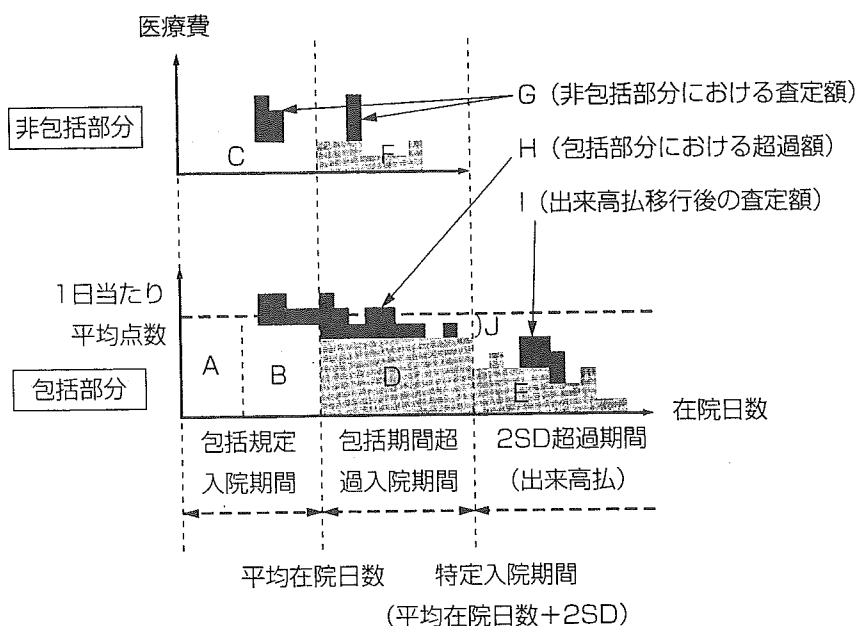 医療費
非包括部分
G（非包括部分における査定額）
C
F
H（包括部分における超過額）
I（出来高払移行後の査定額）
1日当たり
平均点数
J
A
B
D
E
包括部分
在院日数
包括規定
入院期間
包括期間超
過入院期間
2SD超過期間
（出来高払）
平均在院日数
特定入院期間
（平均在院日数＋2SD）